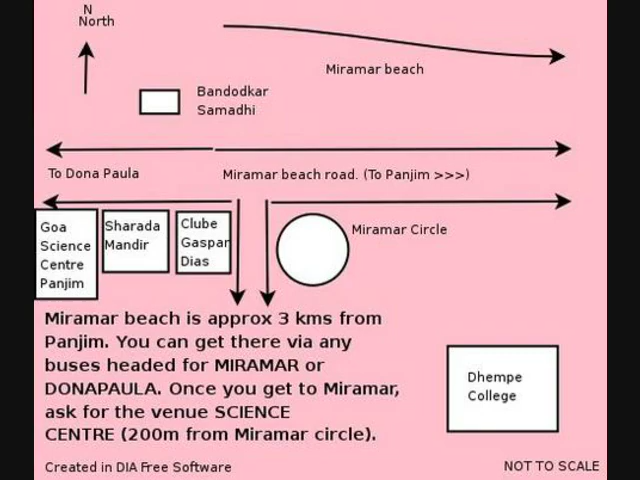 N
North
Miramar beach
Bandodkar
Samadhi
To Dona Paula
Miramar beach road. (To Panjim >>>)
Goa
Science
Centre
Panjim
Sharada
Mandir
Clube
Gaspar
Dias
Miramar Circle
Miramar beach is approx 3 kms from
Panjim. You can get there via any
buses headed for MIRAMAR or
DONAPAULA. Once you get to Miramar,
ask for the venue SCIENCE
CENTRE (200m from Miramar circle).
Dhempe
College
Created in DIA Free Software
NOT TO SCALE